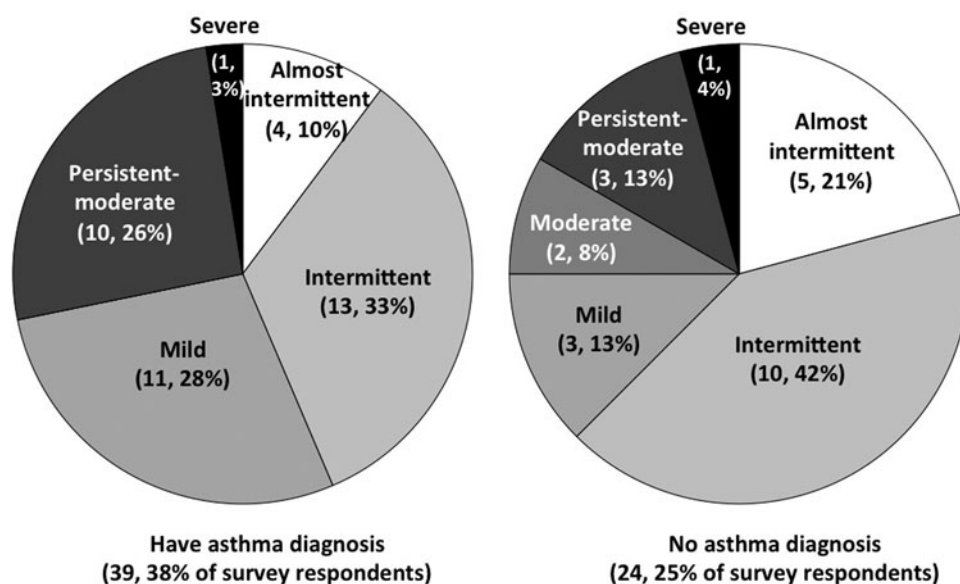 Severe
(1,
3%)
Almost
intermittent
(4, 10%)
Persistent-
moderate
(10, 26%)
Intermittent
(13, 33%)
Mild
(11, 28%)
Have asthma diagnosis
(39, 38% of survey respondents)
Severe
(1,
4%)
Almost
intermittent
(5, 21%)
Persistent-
moderate
(3, 13%)
Moderate
(2, 8%)
Mild
(3, 13%)
Intermittent
(10, 42%)
No asthma diagnosis
(24, 25% of survey respondents)